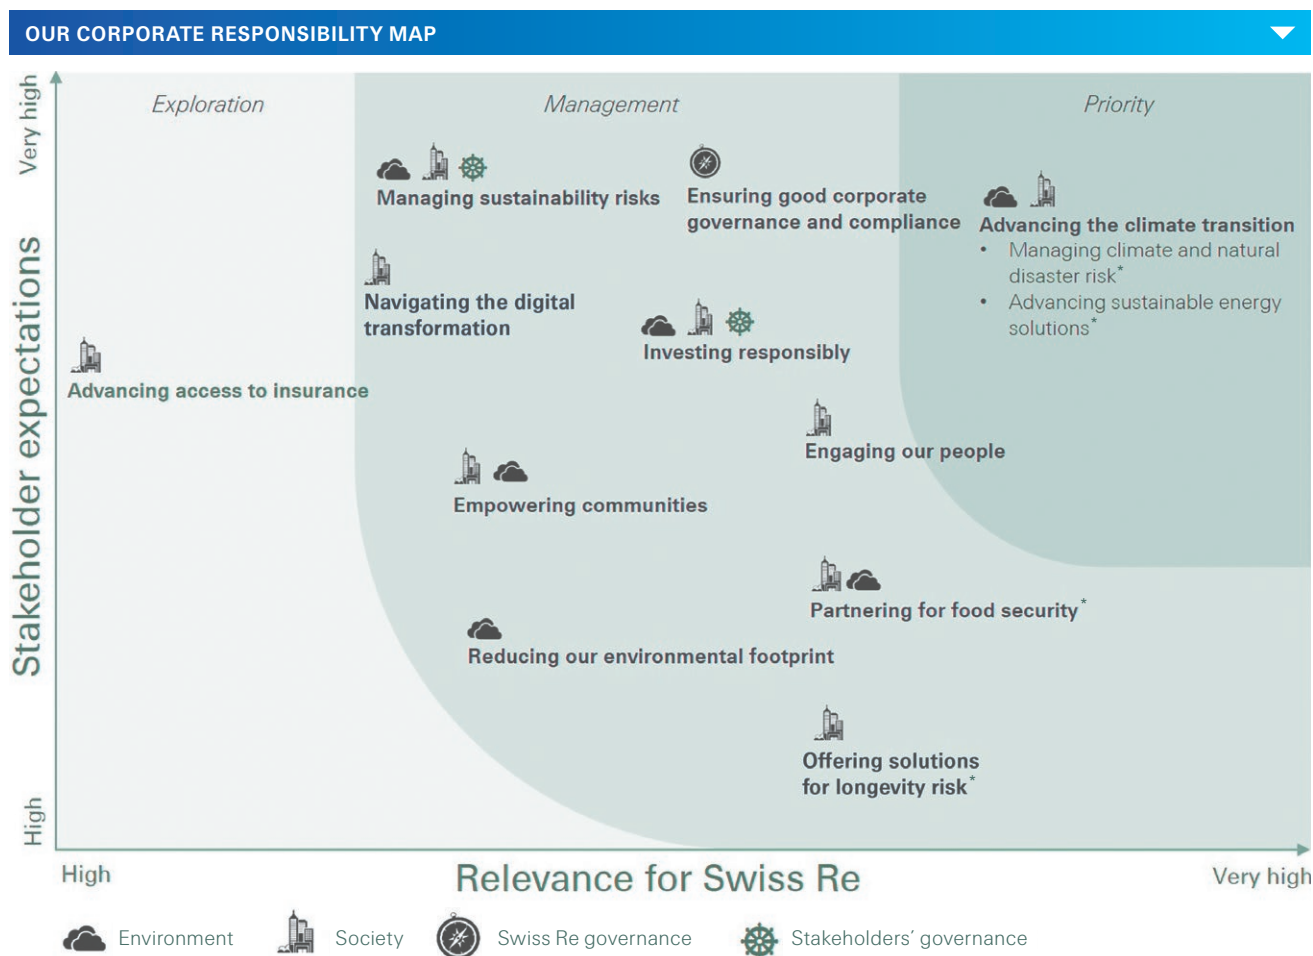 OUR CORPORATE RESPONSIBILITY MAP
Very high
Stakeholder expectations
High
Exploration
Management
Priority
Managing sustainability risks
Ensuring good corporate
governance and compliance
Advancing the climate transition
• Managing climate and natural
disaster risk*
• Advancing sustainable energy
solutions*
Navigating the digital
transformation
Investing responsibly
Advancing access to insurance
Engaging our people
Empowering communities
Partnering for food security*
Reducing our environmental footprint
Offering solutions
for longevity risk*
High
Relevance for Swiss Re
Very high
Environment
Society
Swiss Re governance
Stakeholders´ governance